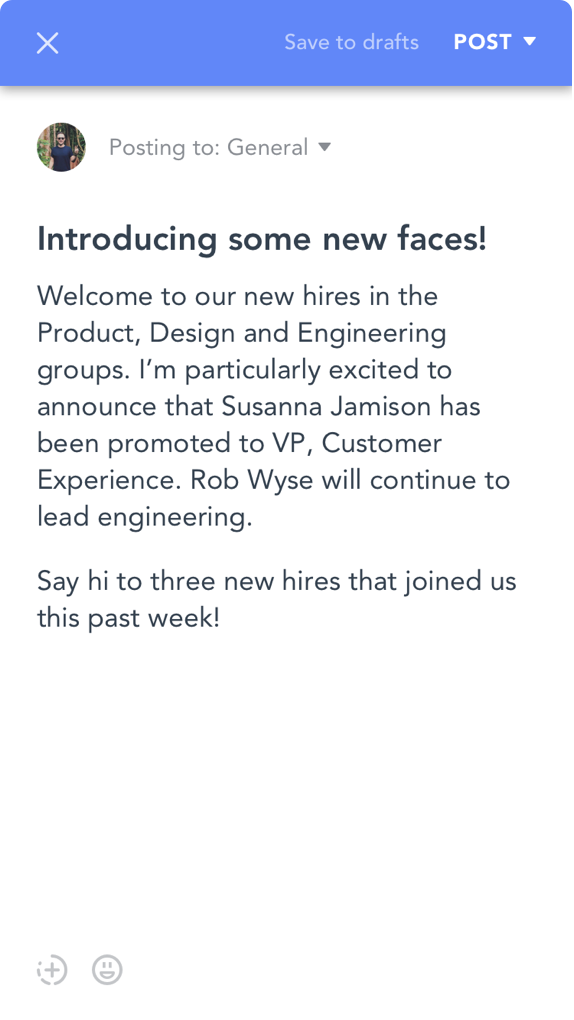 Save to drafts POST
Posting to: General
Introducing some new faces!
Welcome to our new hires in the
Product, Design and Engineering
groups. I’m particularly excited to
announce that Susanna Jamison has
been promoted to VP, Customer
Experience. Rob Wyse will continue to
lead engineering.
Say hi to three new hires that joined us
this past week!